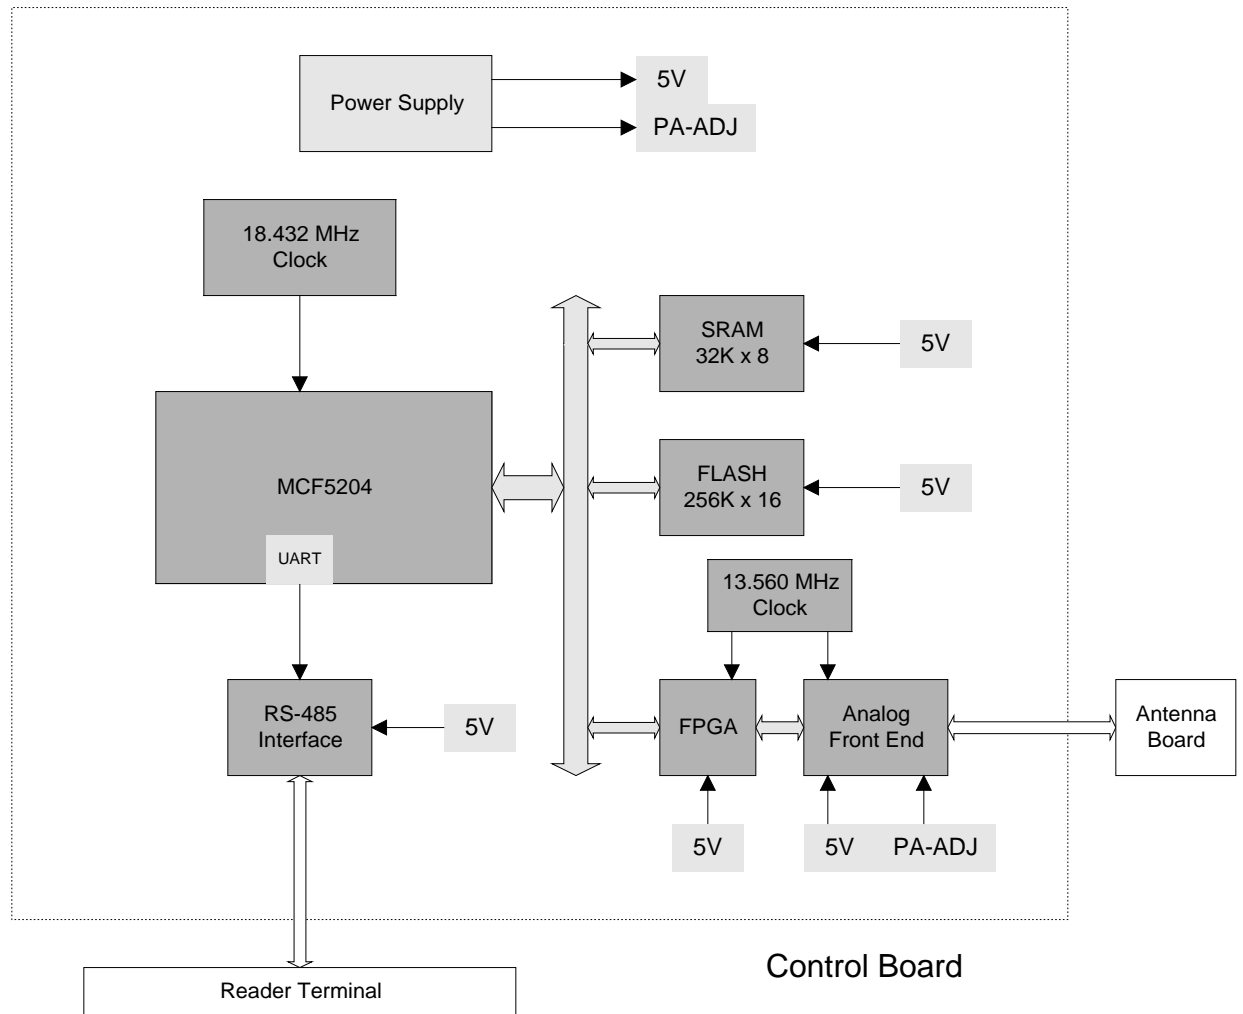 5V
Power Supply
PA-ADJ
18.432 MHz
Clock
SRAM
32K x 8
5V
MCF5204
FLASH
256K x 16
5V
UART
13.560 MHz
Clock
RS-485
Interface
5V
FPGA
Analog
Front End
Antenna
Board
5V
5V
PA-ADJ
Control Board
Reader Terminal